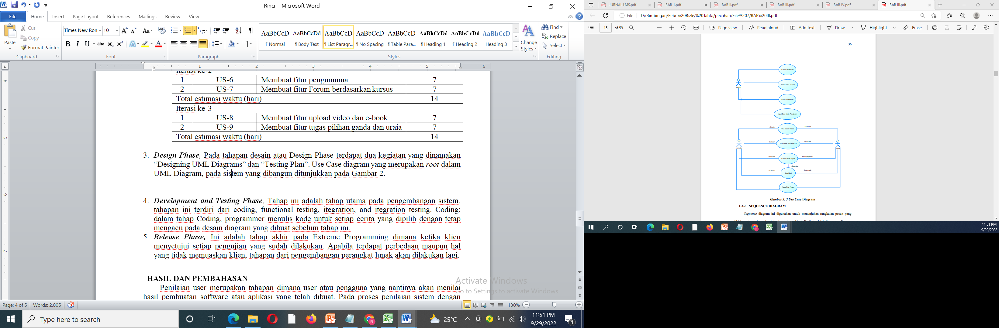 Rinci - Microsoft Word
File Home Insert Page Layout References Mailings Review View
Paste
Cut
Copy
Format Painter
Clipboard
Times New Ron 10
Font
Paragraph
AaBbCcD AaBbCcDd AaBbCcD AaBbCcD AaBbCcD AaBbCcDd AaBbCcDd AaBbCcD
¶ Normal ¶ Body Text ¶ List Paragr... ¶ No Spacing ¶ Table Para... ¶ Heading 1 ¶ Heading 2 Heading 3
Styles
Change Styles
Find
Replace
Select
Editing
1 2 3 4 5 6
Iterasi ke-2
1 US-6 Membuat fitur pengumuma 7
2 US-7 Membuat fitur Forum berdasarkan kursus 7
Total estimasi waktu (hari) 14
Iterasi ke-3
1 US-8 Membuat fitur upload video dan e-book 7
2 US-9 Membuat fitur tugas pilihan ganda dan uraia 7
Total estimasi waktu (hari) 14
3. Design Phase, Pada tahapan desain atau Design Phase terdapat dua kegiatan yang dinamakan
“Designing UML Diagrams” dan “Testing Plan”. Use Case diagram yang merupakan root dalam
UML Diagram, pada sistem yang dibangun ditunjukkan pada Gambar 2.
4. Development and Testing Phase, Tahap ini adalah tahap utama pada pengembangan sistem,
tahapan ini terdiri dari coding, functional testing, itegration, and itegration testing. Coding:
dalam tahap Coding, programmer menulis kode untuk setiap cerita yang dipilih dengan tetap
mengacu pada desain diagram yang dibuat sebelum tahap ini.
5. Release Phase, Ini adalah tahap akhir pada Extreme Programming dimana ketika klien
menyetujui setiap pengujian yang sudah dilakukan. Apabila terdapat perbedaan maupun hal
yang tidak memuaskan klien, tahapan dari pengembangan perangkat lunak akan dilakukan lagi.
HASIL DAN PEMBAHASAN
Penilaian user merupakan tahapan dimana user atau pengguna yang nantinya akan menilai
hasil pembuatan software atau aplikasi yang telah dibuat. Pada proses penilaian sistem dengan
Activate Windows
Go to Settings to activate Windows.
Page: 4 of 5 Words: 2,005 130%
Type here to search
25°C
11:51 PM
9/29/2022
1
JURNAL LMS.pdf BAB 1.pdf BAB II.pdf BAB III.pdf BAB IV.pdf BAB III.pdf
File D:/Bimbingan/Febri%20Rizky%20Tahta/pecahan/File%207/BAB%20III.pdf
15 of 59 Page view Read aloud Add text Draw Highlight Erase
36
Kelola Data User
Kelola Data Jadwal
Admin
Input Data Kelas
Input Data Mata Pelajaran
Fitur Materi Video
Fitur Materi File E-Book
Kelola Data Tugas
Data Nilai
Akses Fitur Forum
Gambar 3. 3 Use Case Diagram
1.3.2. SEQUENCE DIAGRAM
Sequence diagram ini digunakan untuk menunjukan rangkaian pesan yang
11:51 PM
9/29/2022